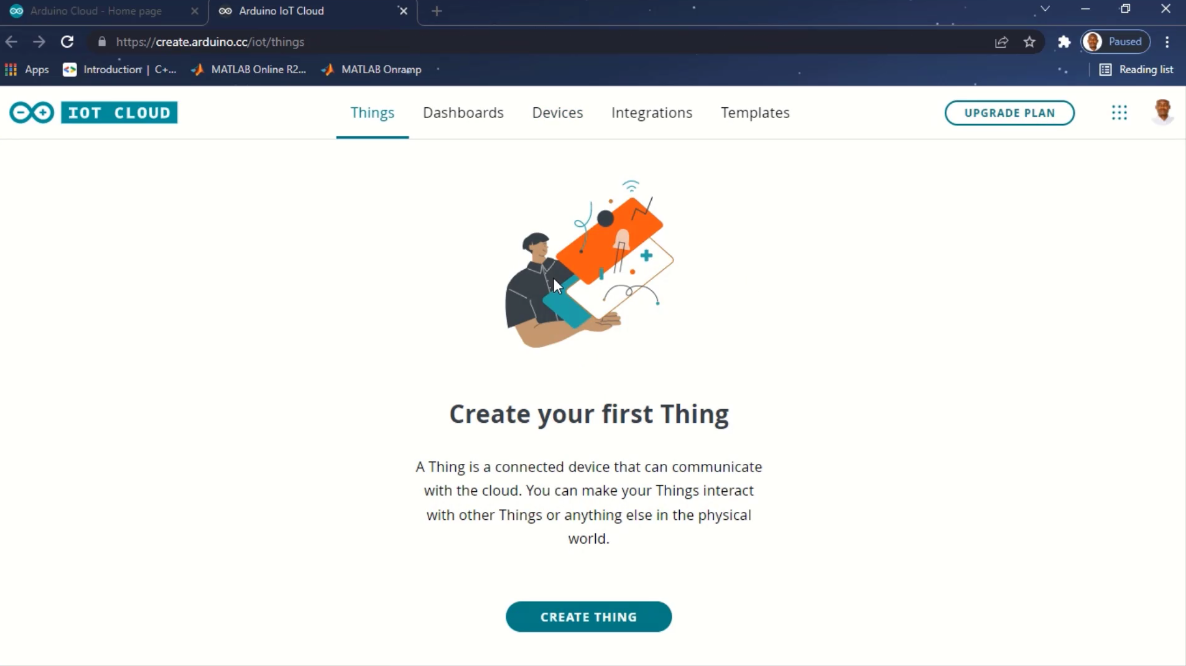 Arduino Cloud - Home page
Arduino IoT Cloud
https://create.arduino.cc/iot/things
Paused
Apps
Introduction | C+...
MATLAB Online R2...
MATLAB Onramp
Reading list
IOT CLOUD
Things
Dashboards
Devices
Integrations
Templates
UPGRADE PLAN
Create your first Thing
A Thing is a connected device that can communicate
with the cloud. You can make your Things interact
with other Things or anything else in the physical
world.
CREATE THING